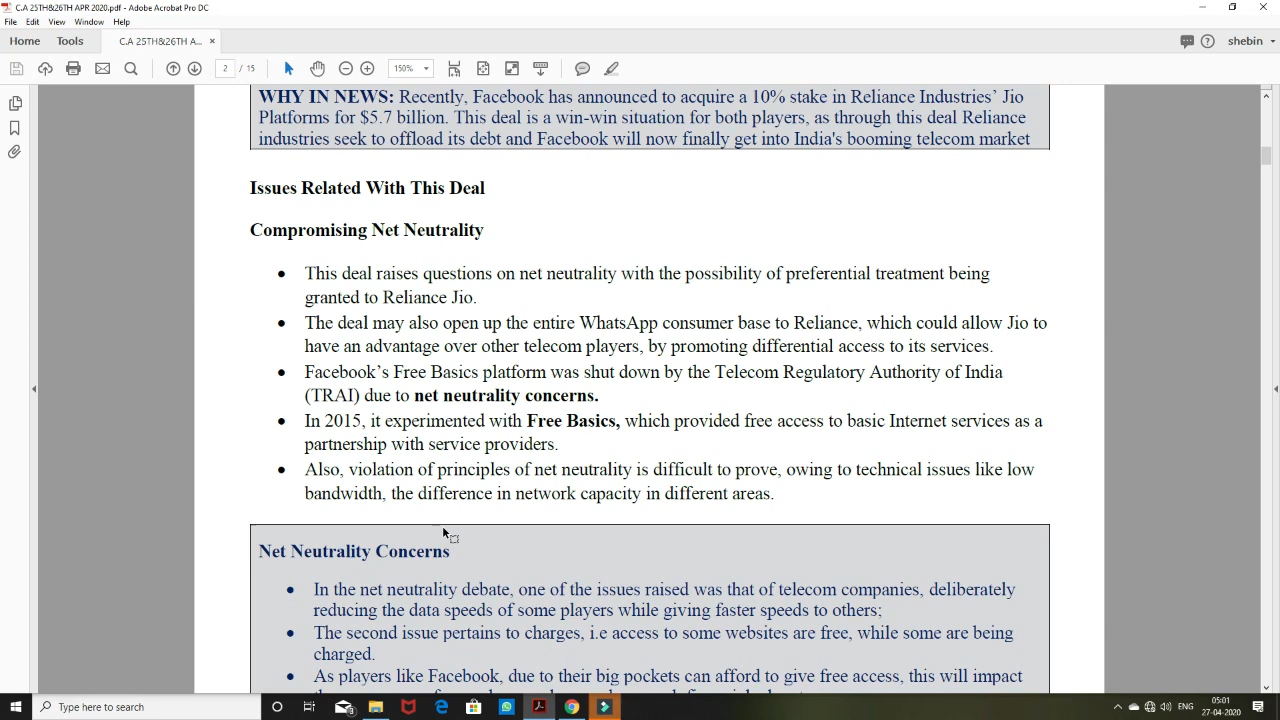 C.A 25TH&26TH APR 2020.pdf - Adobe Acrobat Pro DC
File Edit View Window Help
Home Tools C.A 25TH&26TH A... × shebin
2 / 15 150%
WHY IN NEWS: Recently, Facebook has announced to acquire a 10% stake in Reliance Industries’ Jio
Platforms for $5.7 billion. This deal is a win-win situation for both players, as through this deal Reliance
industries seek to offload its debt and Facebook will now finally get into India's booming telecom market
Issues Related With This Deal
Compromising Net Neutrality
• This deal raises questions on net neutrality with the possibility of preferential treatment being
granted to Reliance Jio.
• The deal may also open up the entire WhatsApp consumer base to Reliance, which could allow Jio to
have an advantage over other telecom players, by promoting differential access to its services.
• Facebook’s Free Basics platform was shut down by the Telecom Regulatory Authority of India
(TRAI) due to net neutrality concerns.
• In 2015, it experimented with Free Basics, which provided free access to basic Internet services as a
partnership with service providers.
• Also, violation of principles of net neutrality is difficult to prove, owing to technical issues like low
bandwidth, the difference in network capacity in different areas.
Net Neutrality Concerns
• In the net neutrality debate, one of the issues raised was that of telecom companies, deliberately
reducing the data speeds of some players while giving faster speeds to others;
• The second issue pertains to charges, i.e access to some websites are free, while some are being
charged.
• As players like Facebook, due to their big pockets can afford to give free access, this will impact
Type here to search
3
ENG
05:01
27-04-2020